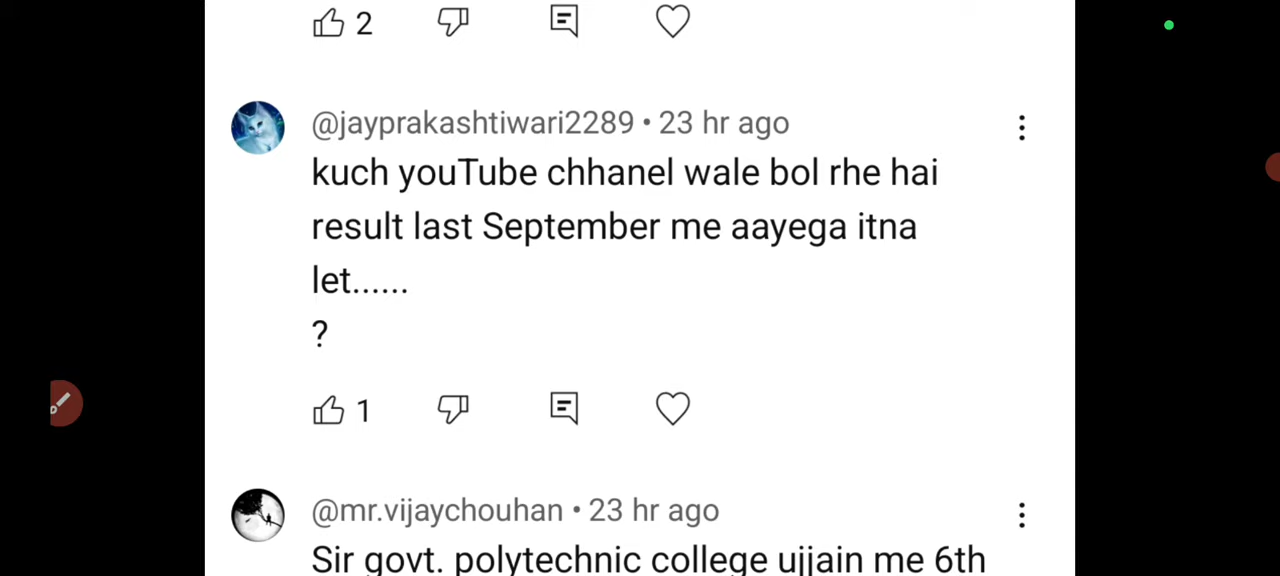 2
@jayprakashtiwari2289 • 23 hr ago
kuch youTube chhanel wale bol rhe hai
result last September me aayega itna
let......
?
1
@mr.vijaychouhan • 23 hr ago
Sir govt. polytechnic college ujjain me 6th